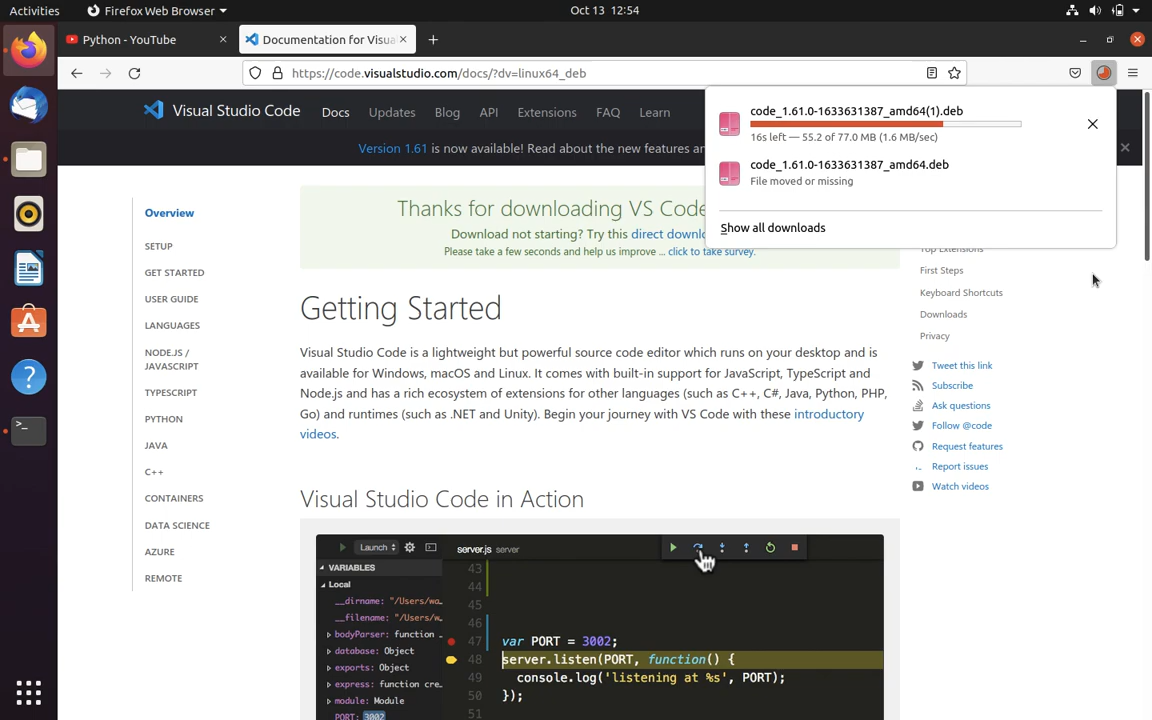 Activities
Firefox Web Browser
Oct 13 12:54
Python - YouTube
Documentation for Visua
https://code.visualstudio.com/docs/?dv=linux64_deb
Visual Studio Code
Docs
Updates
Blog
API
Extensions
FAQ
Learn
Version 1.61 is now available! Read about the new features an
code_1.61.0-1633631387_amd64(1).deb
16s left — 55.2 of 77.0 MB (1.6 MB/sec)
code_1.61.0-1633631387_amd64.deb
File moved or missing
Show all downloads
Overview
SETUP
GET STARTED
USER GUIDE
LANGUAGES
NODE.JS /
JAVASCRIPT
TYPESCRIPT
PYTHON
JAVA
C++
CONTAINERS
DATA SCIENCE
AZURE
REMOTE
Thanks for downloading VS Code
Download not starting? Try this direct downlo
Please take a few seconds and help us improve ... click to take survey.
Getting Started
Visual Studio Code is a lightweight but powerful source code editor which runs on your desktop and is
available for Windows, macOS and Linux. It comes with built-in support for JavaScript, TypeScript and
Node.js and has a rich ecosystem of extensions for other languages (such as C++, C#, Java, Python, PHP,
Go) and runtimes (such as .NET and Unity). Begin your journey with VS Code with these introductory
videos.
Visual Studio Code in Action
Launch
server.js server
VARIABLES
Local
__dirname: "/Users/wa…
__filename: "/Users/w…
bodyParser: function …
database: Object
exports: Object
express: function cre…
module: Module
PORT: 3002
43
44
45
46
47 var PORT = 3002;
48 server.listen(PORT, function() {
49 console.log('listening at %s', PORT);
50 });
51
Top Extensions
First Steps
Keyboard Shortcuts
Downloads
Privacy
Tweet this link
Subscribe
Ask questions
Follow @code
Request features
Report issues
Watch videos